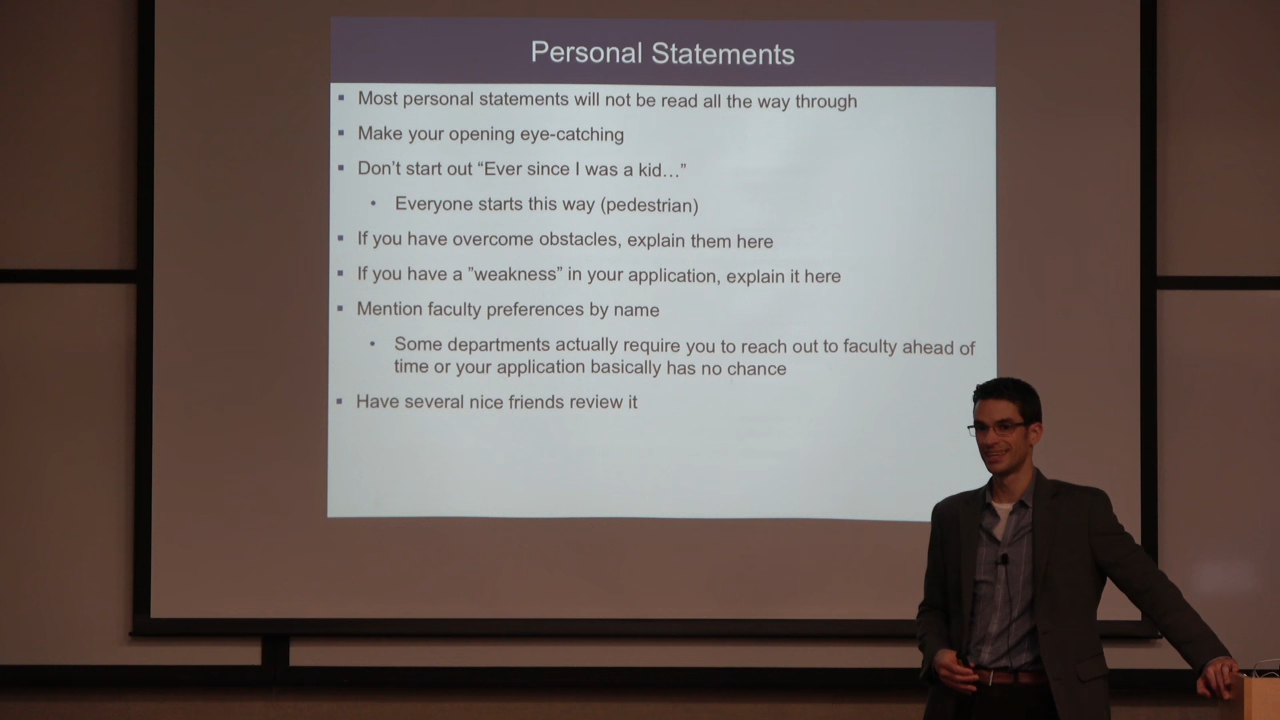 Personal Statements
Most personal statements will not be read all the way through
Make your opening eye-catching
Don't start out “Ever since I was a kid…”
Everyone starts this way (pedestrian)
If you have overcome obstacles, explain them here
If you have a ”weakness” in your application, explain it here
Mention faculty preferences by name
Some departments actually require you to reach out to faculty ahead of
time or your application basically has no chance
Have several nice friends review it